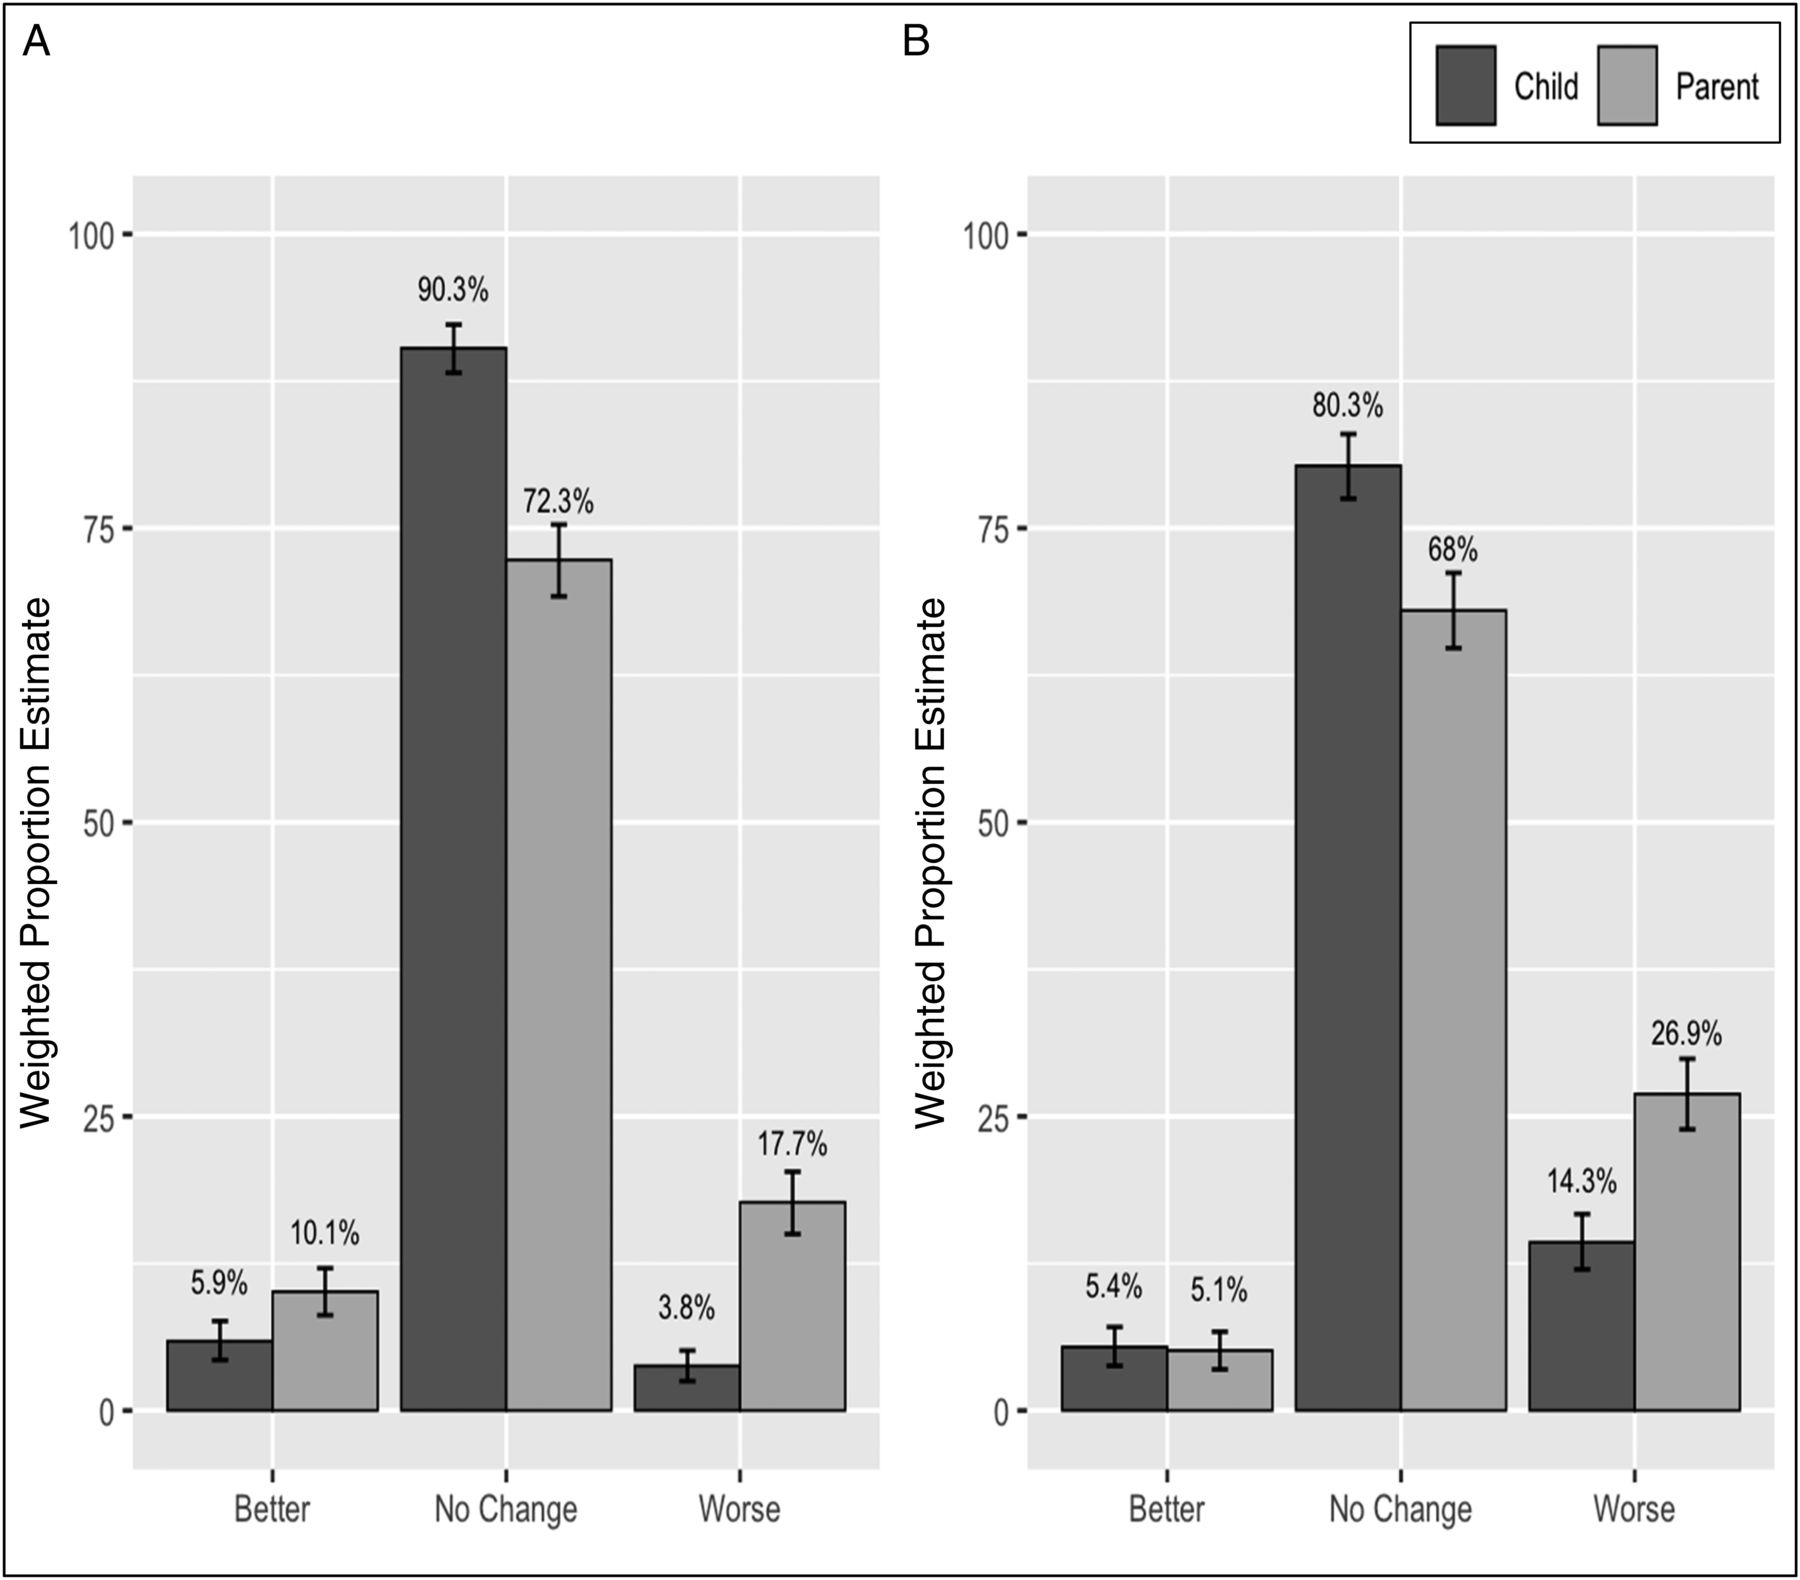 A
B
Child
Parent
Weighted Proportion Estimate
100
75
50
25
0
90.3%
72.3%
17.7%
10.1%
5.9%
3.8%
Better
No Change
Worse
Weighted Proportion Estimate
100
75
50
25
0
80.3%
68%
26.9%
14.3%
5.4%
5.1%
Better
No Change
Worse